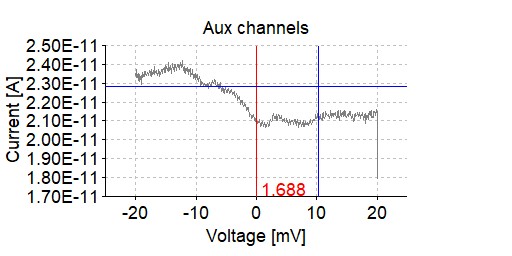 Aux channels
2.50E-11
2.40E-11
2.30E-11
2.20E-11
2.10E-11
2.00E-11
1.90E-11
1.80E-11
1.70E-11
Current [A]
1.688
-20 -10 0 10 20
Voltage [mV]